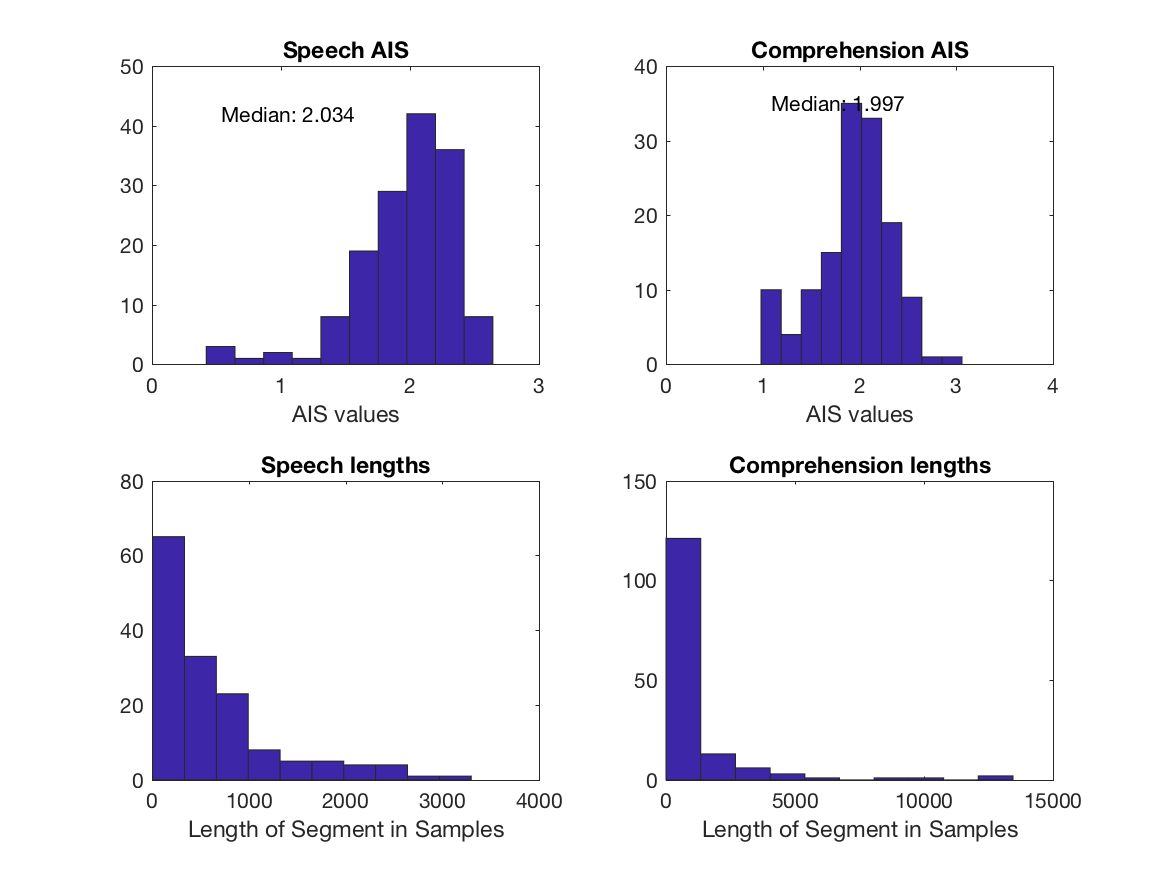 Speech AIS
50
40
30
20
10
0
Median: 2.034
0 1 2 3
AIS values
Comprehension AIS
40
30
20
10
0
Median: 1.997
0 1 2 3 4
AIS values
Speech lengths
80
60
40
20
0
0 1000 2000 3000 4000
Length of Segment in Samples
Comprehension lengths
150
100
50
0
0 5000 10000 15000
Length of Segment in Samples